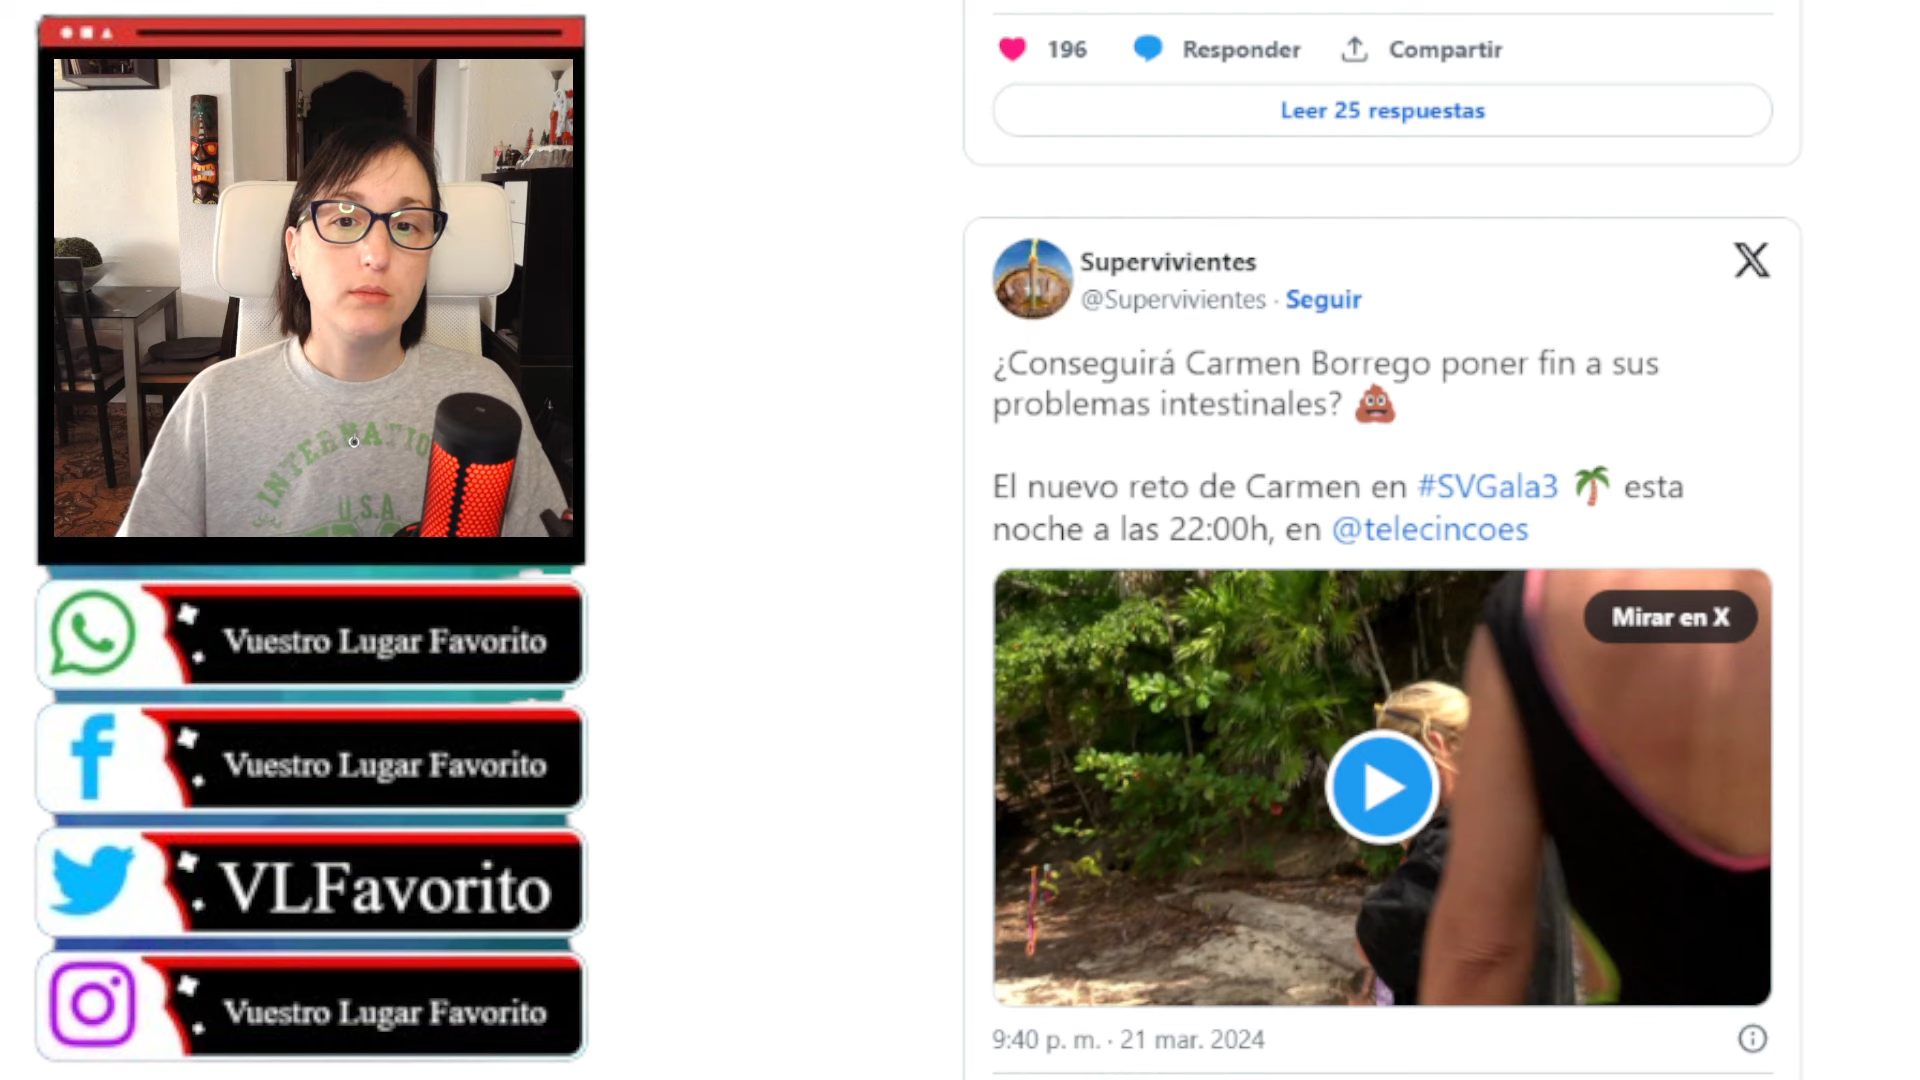 INTERNATIO
U.S.A.
Vuestro Lugar Favorito
Vuestro Lugar Favorito
VLFavorito
Vuestro Lugar Favorito
196 Responder Compartir
Leer 25 respuestas
Supervivientes
@Supervivientes · Seguir
¿Conseguirá Carmen Borrego poner fin a sus
problemas intestinales? 💩
El nuevo reto de Carmen en #SVGala3 🌴 esta
noche a las 22:00h, en @telecincoes
Mirar en X
9:40 p. m. · 21 mar. 2024